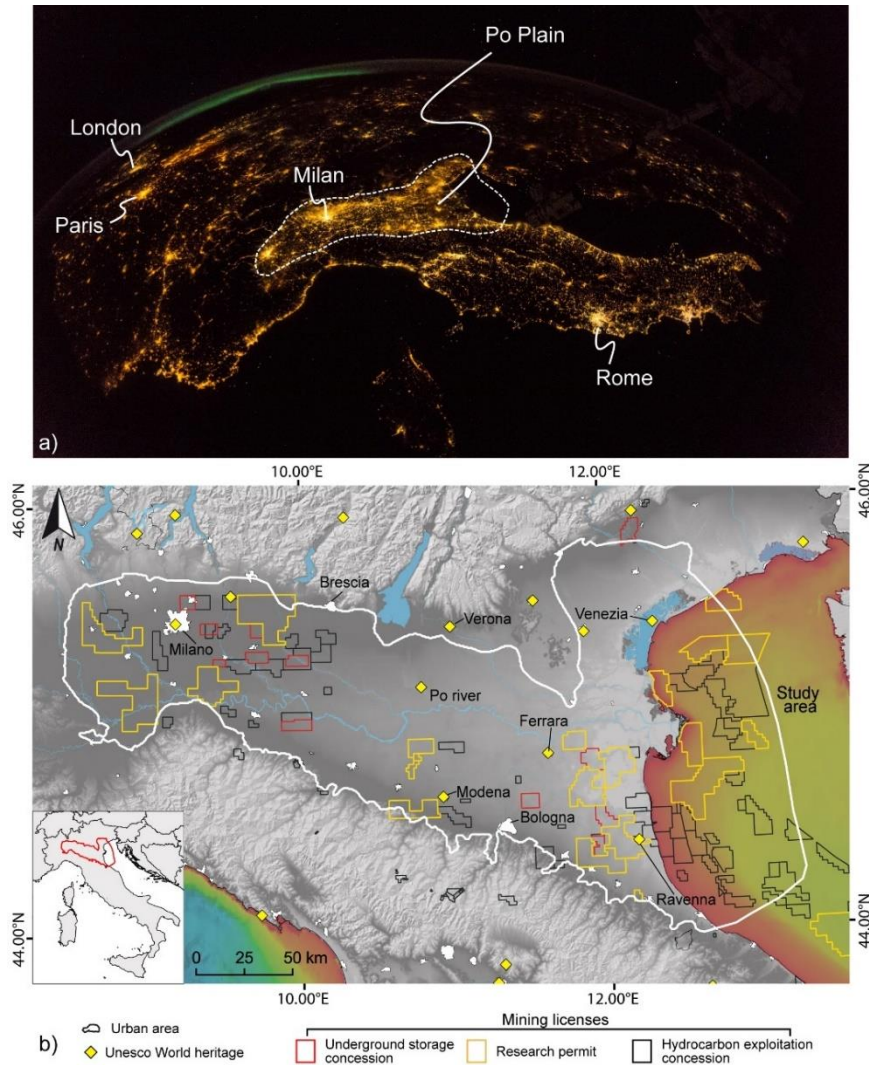 Po Plain
London
Milan
Paris
Rome
a)
10.00°E
12.00°E
46.00°N
46.00°N
N
Brescia
Verona
Venezia
Milano
Study
area
Po river
Ferrara
Modena
Bologna
Ravenna
44.00°N
44.00°N
0 25 50 km
10.00°E
12.00°E
b)
Urban area
Unesco World heritage
Mining licenses
Underground storage
concession
Research permit
Hydrocarbon exploitation
concession